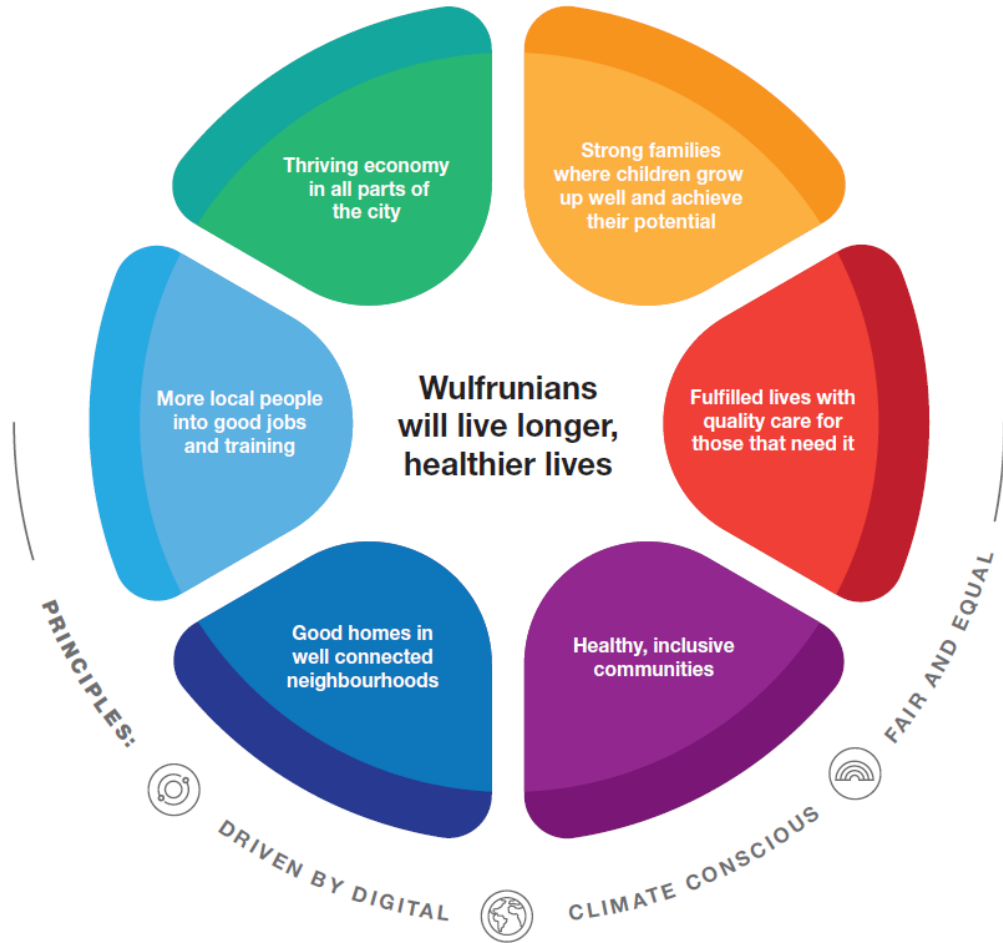 Thriving economy
in all parts of
the city
Strong families
where children grow
up well and achieve
their potential
More local people
into good jobs
and training
Wulfrunians
will live longer,
healthier lives
Fulfilled lives with
quality care for
those that need it
Good homes in
well connected
neighbourhoods
Healthy, inclusive
communities
PRINCIPLES:
DRIVEN BY DIGITAL
CLIMATE CONSCIOUS
FAIR AND EQUAL